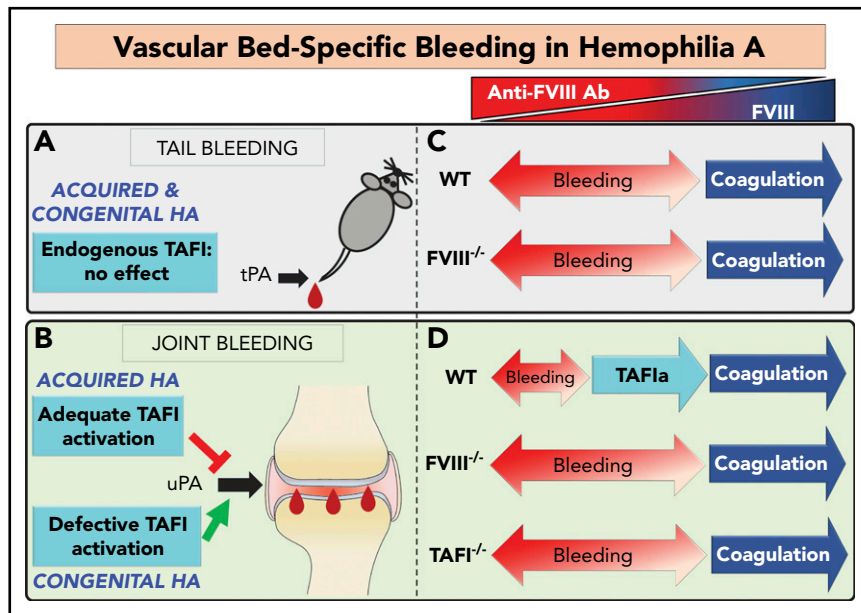 Vascular Bed-Specific Bleeding in Hemophilia A
Anti-FVIII Ab
FVIII
A
TAIL BLEEDING
ACQUIRED &
CONGENITAL HA
Endogenous TAFI:
no effect
tPA
C
WT
Bleeding
Coagulation
FVIII-/-
Bleeding
Coagulation
B
JOINT BLEEDING
ACQUIRED HA
Adequate TAFI
activation
uPA
Defective TAFI
activation
CONGENITAL HA
D
WT
Bleeding
TAFIa
Coagulation
FVIII-/-
Bleeding
Coagulation
TAFI-/-
Bleeding
Coagulation